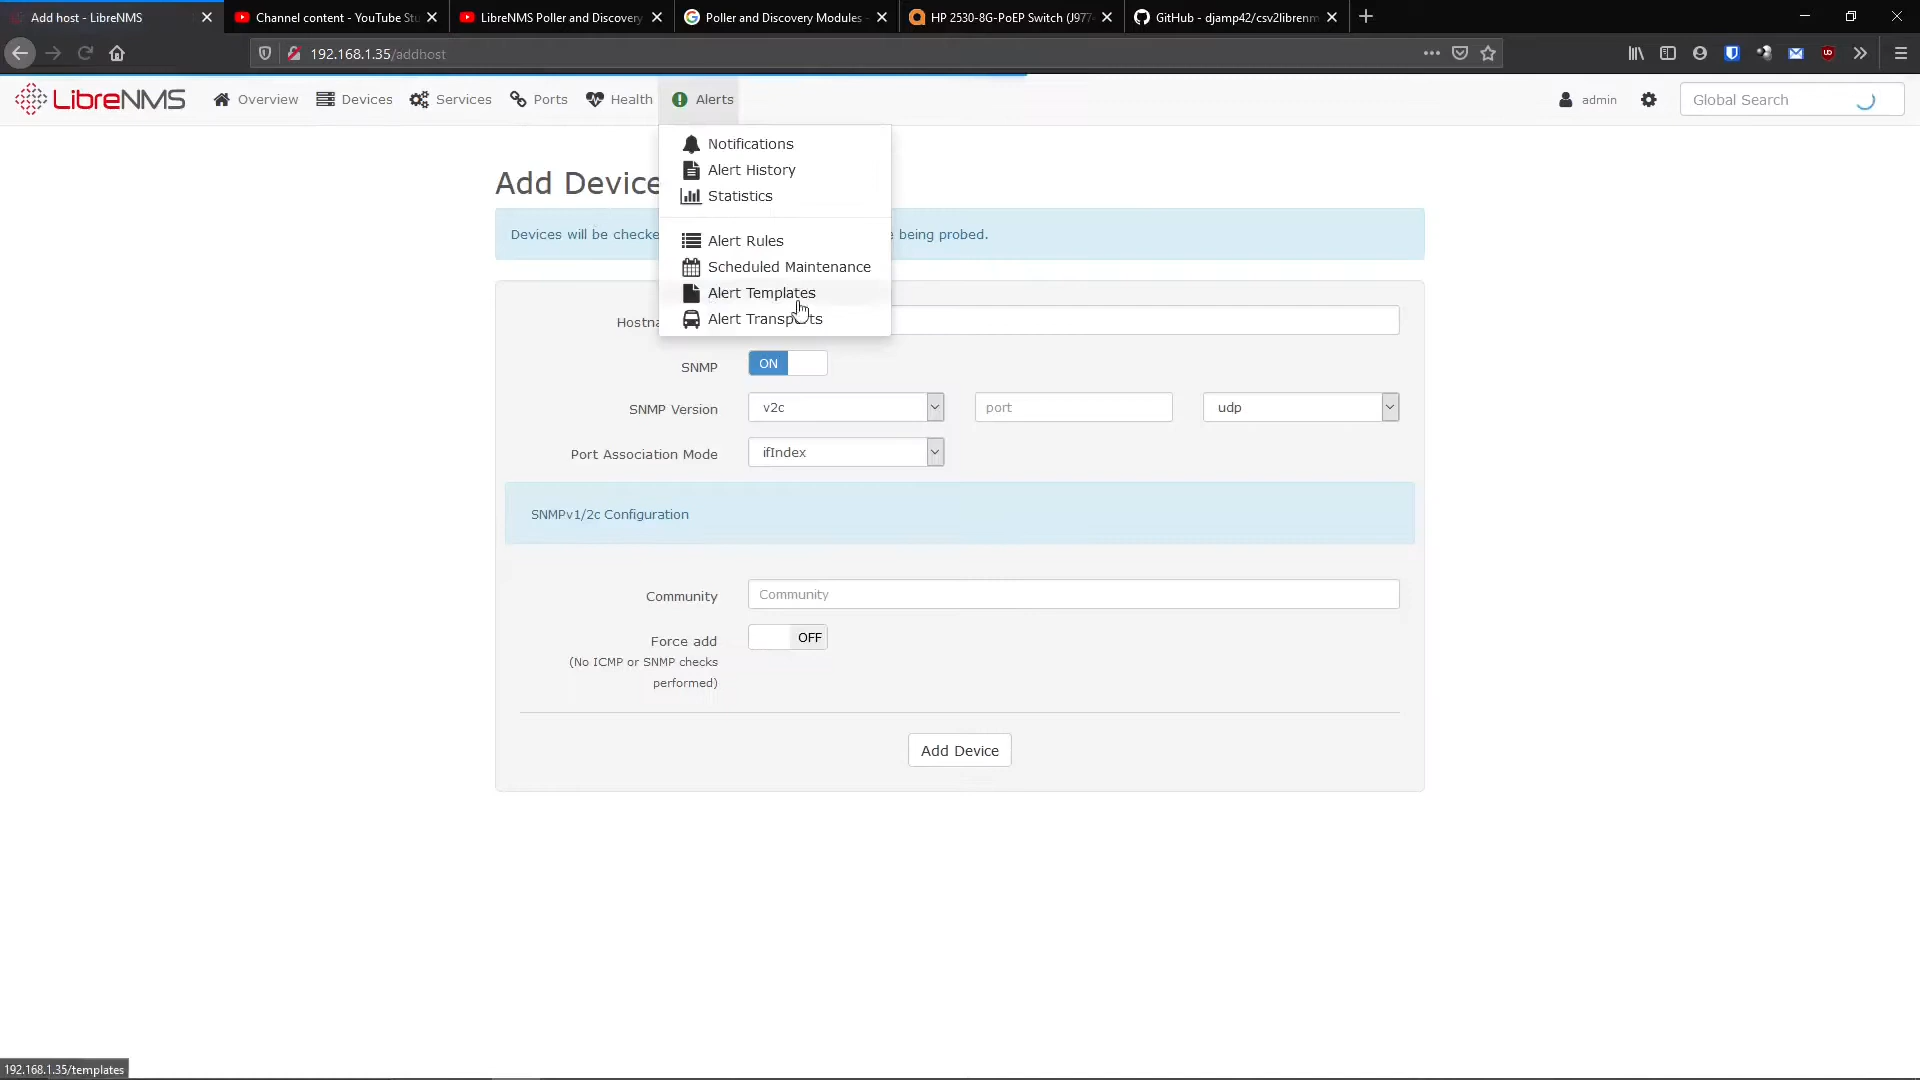 Add host - LibreNMS
Channel content - YouTube Stu
LibreNMS Poller and Discovery
Poller and Discovery Modules
HP 2530-8G-PoEP Switch (J977
GitHub - djamp42/csv2librenm
192.168.1.35/addhost
LibreNMS
Overview
Devices
Services
Ports
Health
Alerts
admin
Global Search
Notifications
Alert History
Statistics
Alert Rules
Scheduled Maintenance
Alert Templates
Alert Transports
Add Device
Devices will be checke
e being probed.
Hostna
SNMP
ON
SNMP Version
v2c
port
udp
Port Association Mode
ifIndex
SNMPv1/2c Configuration
Community
Community
Force add
OFF
(No ICMP or SNMP checks
performed)
Add Device
192.168.1.35/templates